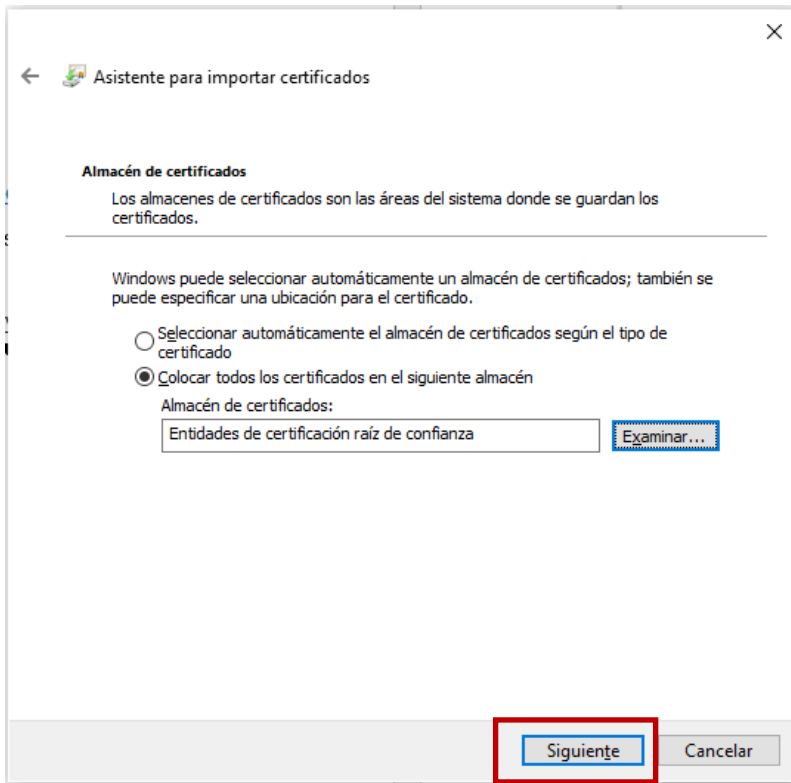 Asistente para importar certificados
Almacén de certificados
Los almacenes de certificados son las áreas del sistema donde se guardan los
certificados.
Windows puede seleccionar automáticamente un almacén de certificados; también se
puede especificar una ubicación para el certificado.
Seleccionar automáticamente el almacén de certificados según el tipo de
certificado
Colocar todos los certificados en el siguiente almacén
Almacén de certificados:
Entidades de certificación raíz de confianza
Examinar...
Siguiente
Cancelar